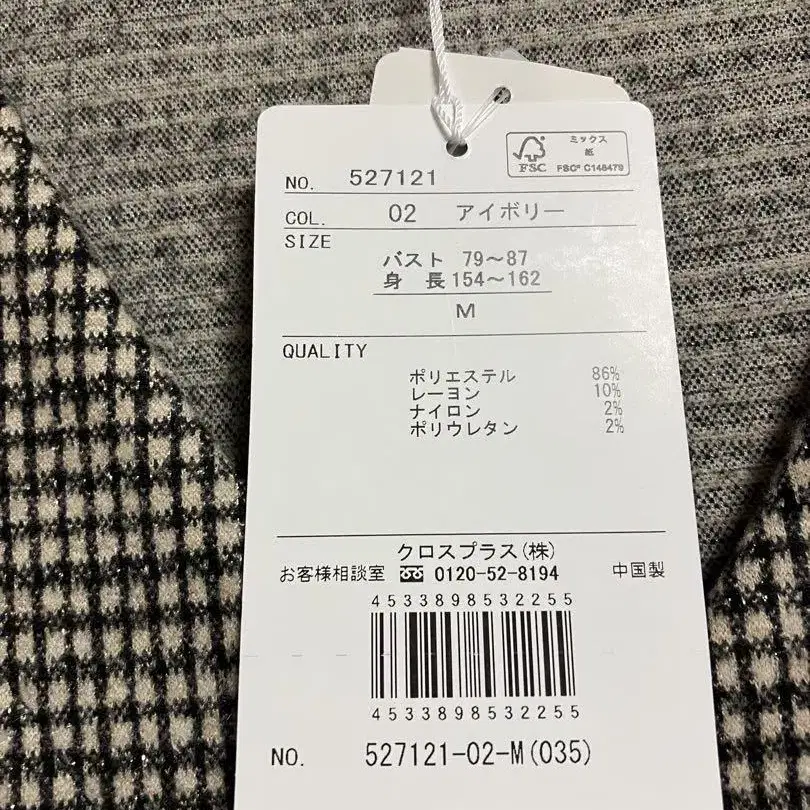 ミックス
紙
FSC
FSC® C148479
NO. 527121
COL. 02 アイボリー
SIZE
バスト 79～87
身 長 154～162
M
QUALITY
ポリエステル 86%
レーヨン 10%
ナイロン 2%
ポリウレタン 2%
クロスプラス(株)
お客様相談室 0120-52-8194 中国製
4533898532255
4533898532255
NO. 527121-02-M(035)